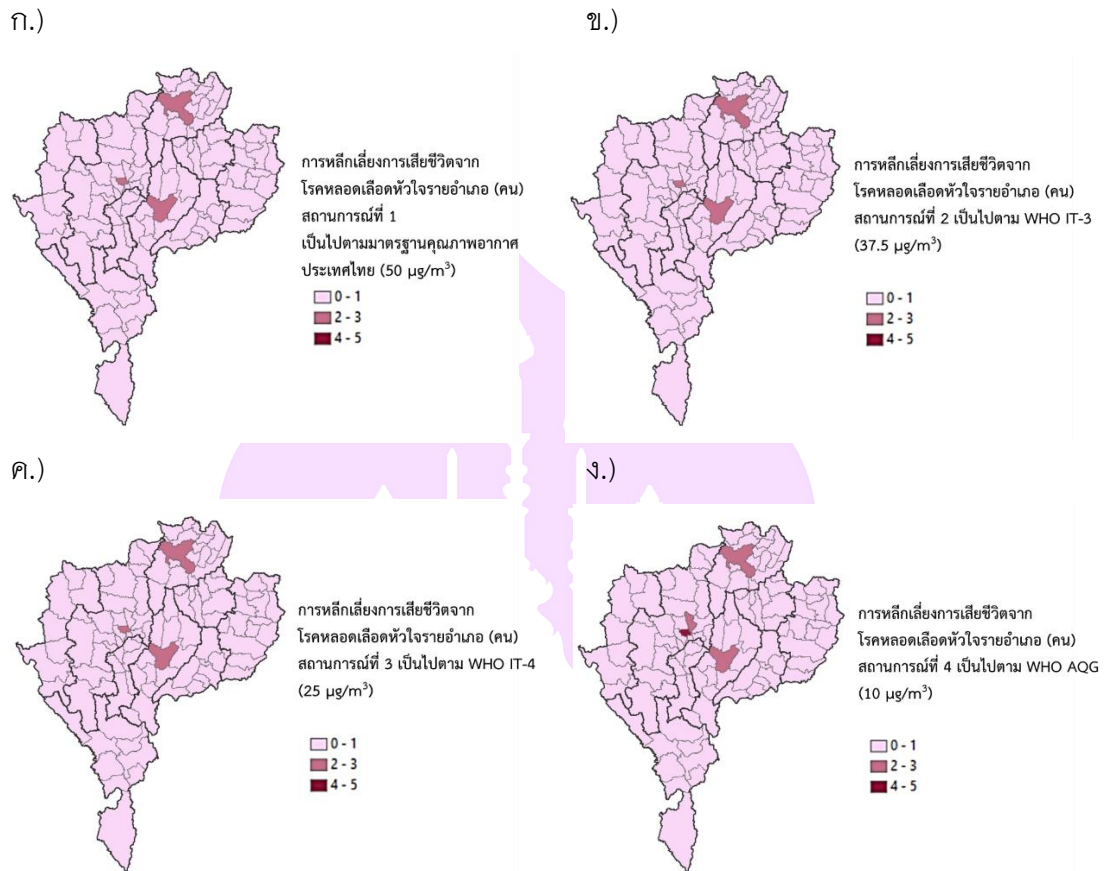 ก.)
การหลีกเลี่ยงการเสียชีวิตจาก
โรคหลอดเลือดหัวใจรายอำเภอ (คน)
สถานการณ์ที่ 1
เป็นไปตามมาตรฐานคุณภาพอากาศ
ประเทศไทย (50 µg/m³)
0 - 1
2 - 3
4 - 5
ข.)
การหลีกเลี่ยงการเสียชีวิตจาก
โรคหลอดเลือดหัวใจรายอำเภอ (คน)
สถานการณ์ที่ 2 เป็นไปตาม WHO IT-3
(37.5 µg/m³)
0 - 1
2 - 3
4 - 5
ค.)
การหลีกเลี่ยงการเสียชีวิตจาก
โรคหลอดเลือดหัวใจรายอำเภอ (คน)
สถานการณ์ที่ 3 เป็นไปตาม WHO IT-4
(25 µg/m³)
0 - 1
2 - 3
4 - 5
ง.)
การหลีกเลี่ยงการเสียชีวิตจาก
โรคหลอดเลือดหัวใจรายอำเภอ (คน)
สถานการณ์ที่ 4 เป็นไปตาม WHO AQG
(10 µg/m³)
0 - 1
2 - 3
4 - 5